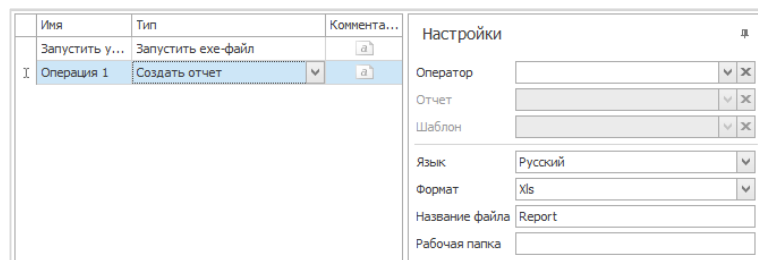 Имя Тип Коммента...
Запустить у... Запустить exe-файл a
Операция 1 Создать отчет a
Настройки
Оператор
Отчет
Шаблон
Язык Русский
Формат Xls
Название файла Report
Рабочая папка